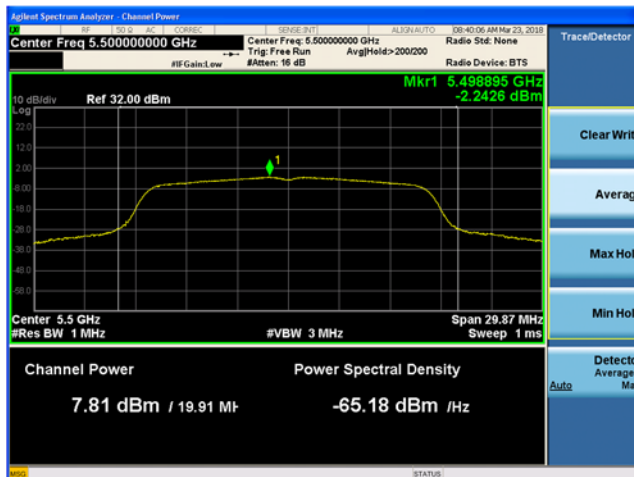 Agilent Spectrum Analyzer - Channel Power
RF 50 Ω AC CORREC SENSE:INT ALIGN AUTO 08:40:06 AM Mar 23, 2018
Center Freq 5.500000000 GHz
Center Freq: 5.500000000 GHz
Radio Std: None
Trig: Free Run Avg|Hold:>200/200
#IFGain:Low
#Atten: 16 dB
Radio Device: BTS
Trace/Detector
Mkr1 5.498895 GHz
-2.2426 dBm
10 dB/div Ref 32.00 dBm
Log
22.0
12.0
2.00
-8.00
-18.0
-28.0
-38.0
-48.0
-58.0
1
Center 5.5 GHz Span 29.87 MHz
#Res BW 1 MHz #VBW 3 MHz Sweep 1 ms
Channel Power Power Spectral Density
7.81 dBm / 19.91 MH -65.18 dBm /Hz
Clear Writ
Averag
Max Hol
Min Hol
Detecto
Average
Auto Ma
MSG STATUS